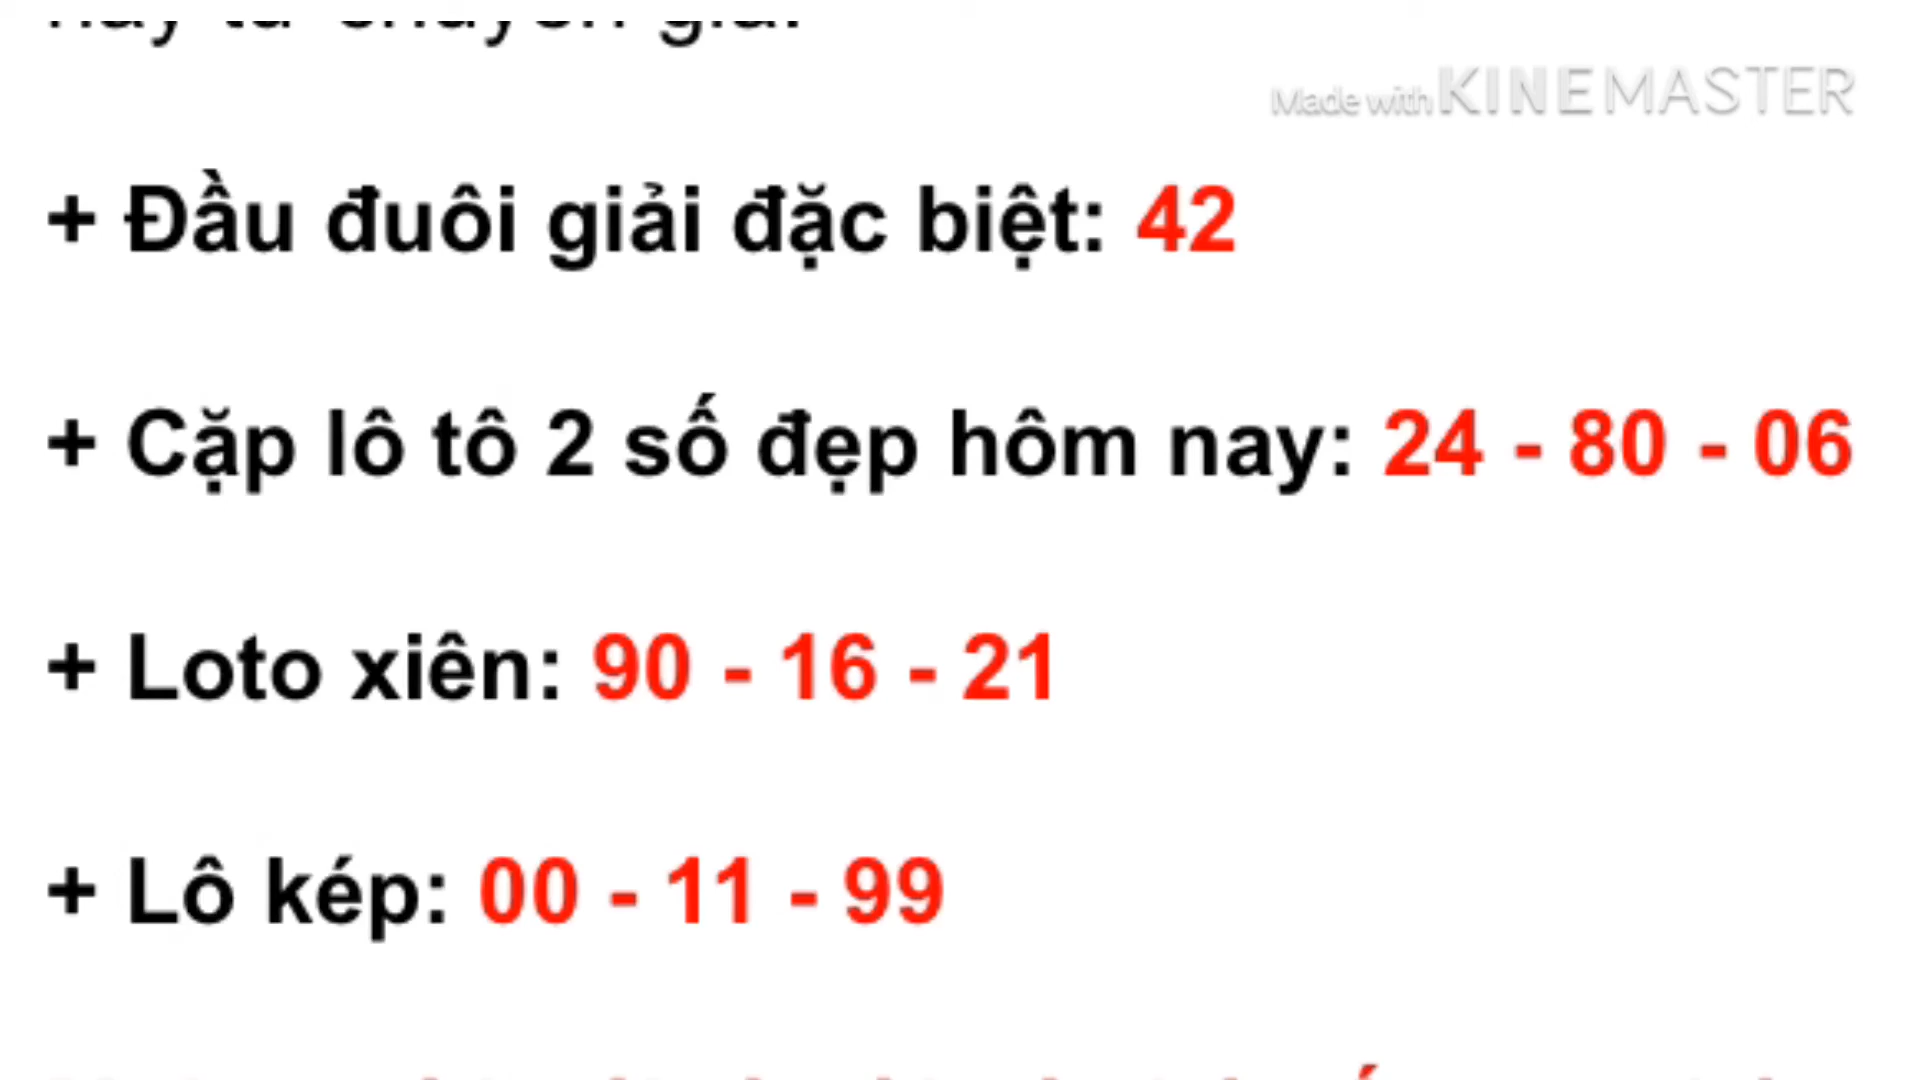 Made with KINEMASTER
+ Đầu đuôi giải đặc biệt: 42
+ Cặp lô tô 2 số đẹp hôm nay: 24 - 80 - 06
+ Loto xiên: 90 - 16 - 21
+ Lô kép: 00 - 11 - 99